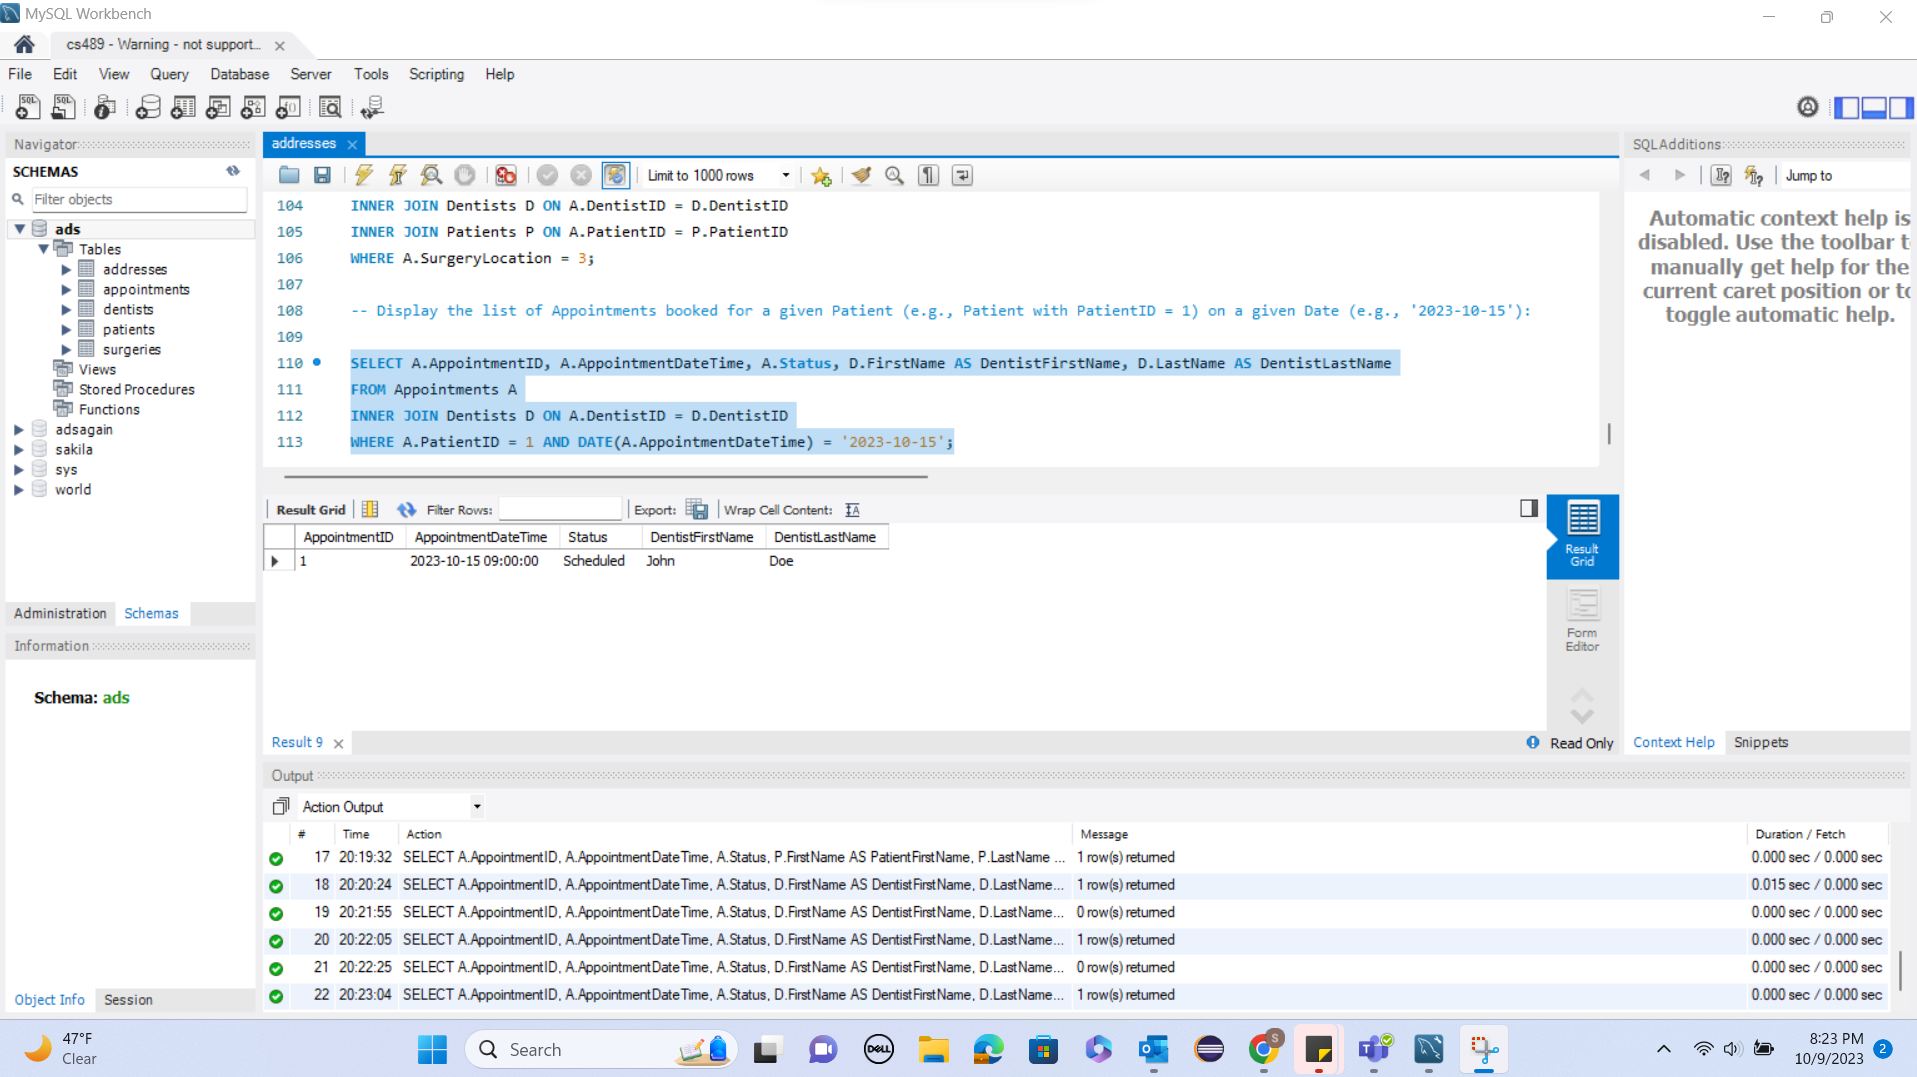 MySQL Workbench
cs489 - Warning - not support...
File Edit View Query Database Server Tools Scripting Help
Navigator
SCHEMAS
Filter objects
ads
Tables
addresses
appointments
dentists
patients
surgeries
Views
Stored Procedures
Functions
adsagain
sakila
sys
world
Administration Schemas
Information
Schema: ads
Object Info Session
addresses
Limit to 1000 rows
104 INNER JOIN Dentists D ON A.DentistID = D.DentistID
105 INNER JOIN Patients P ON A.PatientID = P.PatientID
106 WHERE A.SurgeryLocation = 3;
107
108 -- Display the list of Appointments booked for a given Patient (e.g., Patient with PatientID = 1) on a given Date (e.g., '2023-10-15'):
109
110 SELECT A.AppointmentID, A.AppointmentDateTime, A.Status, D.FirstName AS DentistFirstName, D.LastName AS DentistLastName
111 FROM Appointments A
112 INNER JOIN Dentists D ON A.DentistID = D.DentistID
113 WHERE A.PatientID = 1 AND DATE(A.AppointmentDateTime) = '2023-10-15';
Result Grid Filter Rows: Export: Wrap Cell Content:
AppointmentID AppointmentDateTime Status DentistFirstName DentistLastName
1 2023-10-15 09:00:00 Scheduled John Doe
Result Grid
Form Editor
Result 9
Read Only
SQLAdditions
Jump to
Automatic context help is
disabled. Use the toolbar t
manually get help for the
current caret position or to
toggle automatic help.
Context Help Snippets
Output
Action Output
# Time Action Message Duration / Fetch
17 20:19:32 SELECT A.AppointmentID, A.AppointmentDateTime, A.Status, P.FirstName AS PatientFirstName, P.LastName ... 1 row(s) returned 0.000 sec / 0.000 sec
18 20:20:24 SELECT A.AppointmentID, A.AppointmentDateTime, A.Status, D.FirstName AS DentistFirstName, D.LastName... 1 row(s) returned 0.015 sec / 0.000 sec
19 20:21:55 SELECT A.AppointmentID, A.AppointmentDateTime, A.Status, D.FirstName AS DentistFirstName, D.LastName... 0 row(s) returned 0.000 sec / 0.000 sec
20 20:22:05 SELECT A.AppointmentID, A.AppointmentDateTime, A.Status, D.FirstName AS DentistFirstName, D.LastName... 1 row(s) returned 0.000 sec / 0.000 sec
21 20:22:25 SELECT A.AppointmentID, A.AppointmentDateTime, A.Status, D.FirstName AS DentistFirstName, D.LastName... 0 row(s) returned 0.000 sec / 0.000 sec
22 20:23:04 SELECT A.AppointmentID, A.AppointmentDateTime, A.Status, D.FirstName AS DentistFirstName, D.LastName... 1 row(s) returned 0.000 sec / 0.000 sec
47°F
Clear
Search
DELL
S
8:23 PM
10/9/2023
2